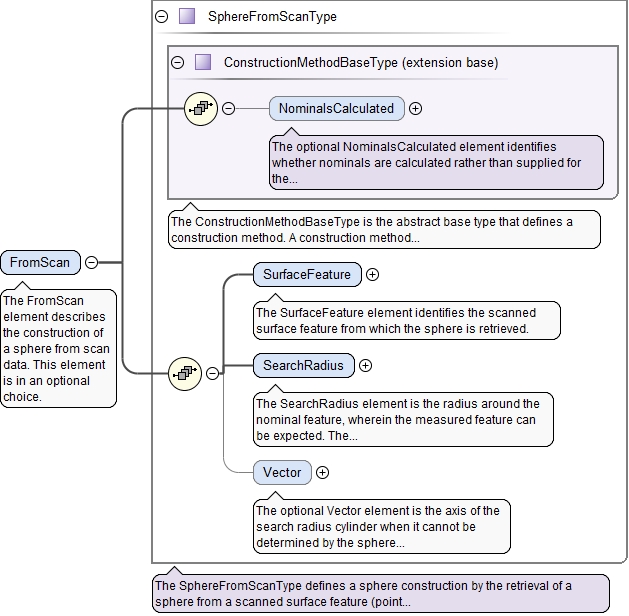 SphereFromScanType
ConstructionMethodBaseType (extension base)
NominalsCalculated
The optional NominalsCalculated element identifies
whether nominals are calculated rather than supplied for
the...
The ConstructionMethodBaseType is the abstract base type that defines a
construction method. A construction method...
FromScan
The FromScan
element describes
the construction of
a sphere from scan
data. This element
is in an optional
choice.
SurfaceFeature
The SurfaceFeature element identifies the scanned
surface feature from which the sphere is retrieved.
SearchRadius
The SearchRadius element is the radius around the
nominal feature, wherein the measured feature can
be expected. The...
Vector
The optional Vector element is the axis of the
search radius cylinder when it cannot be
determined by the sphere...
The SphereFromScanType defines a sphere construction by the retrieval of a
sphere from a scanned surface feature (point...